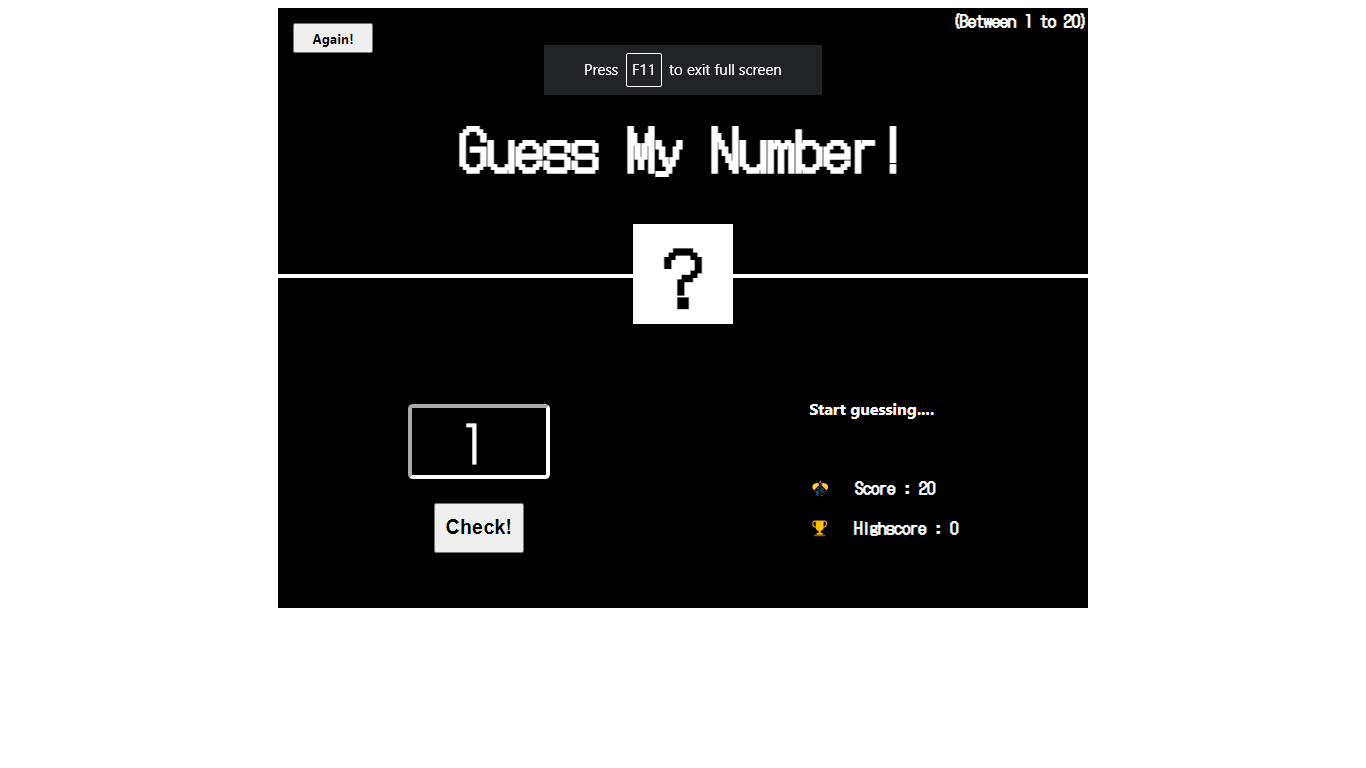 Again!
(Between 1 to 20)
Press F11 to exit full screen
Guess My Number!
?
1
Start guessing....
Check!
Score : 20
Highscore : 0